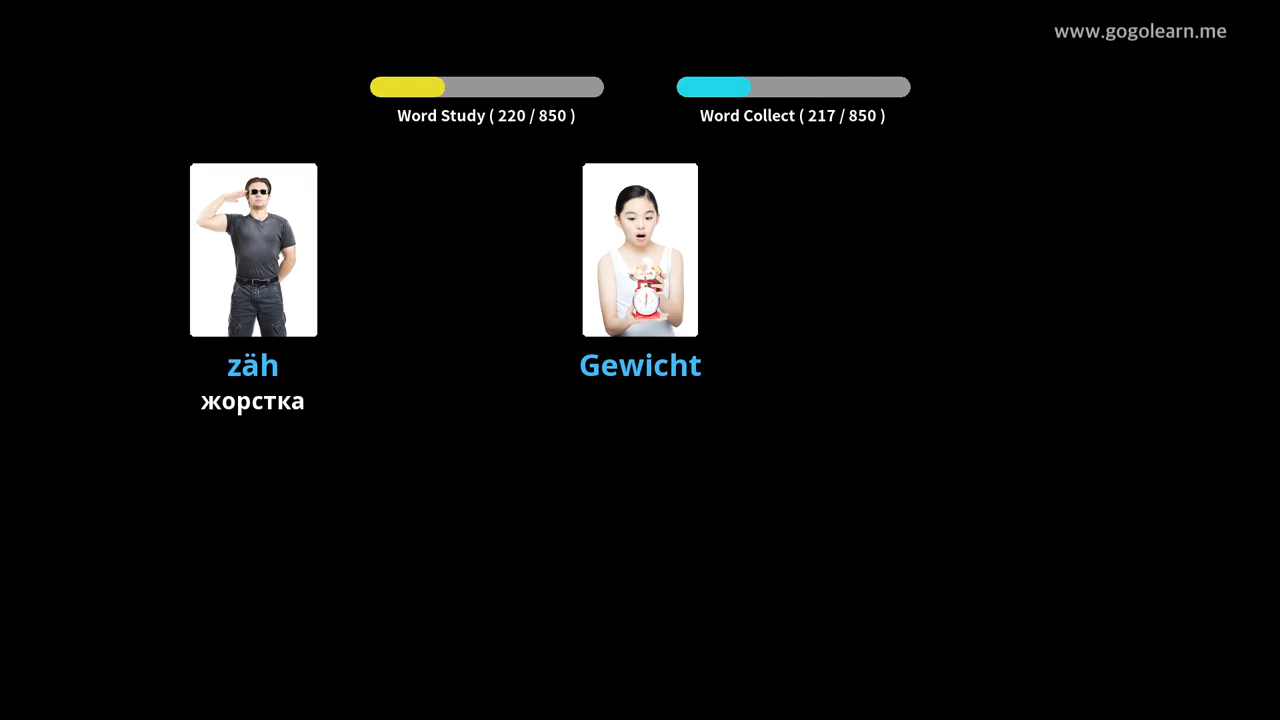 www.gogolearn.me
Word Study ( 220 / 850 )
Word Collect ( 217 / 850 )
zäh
жорстка
Gewicht